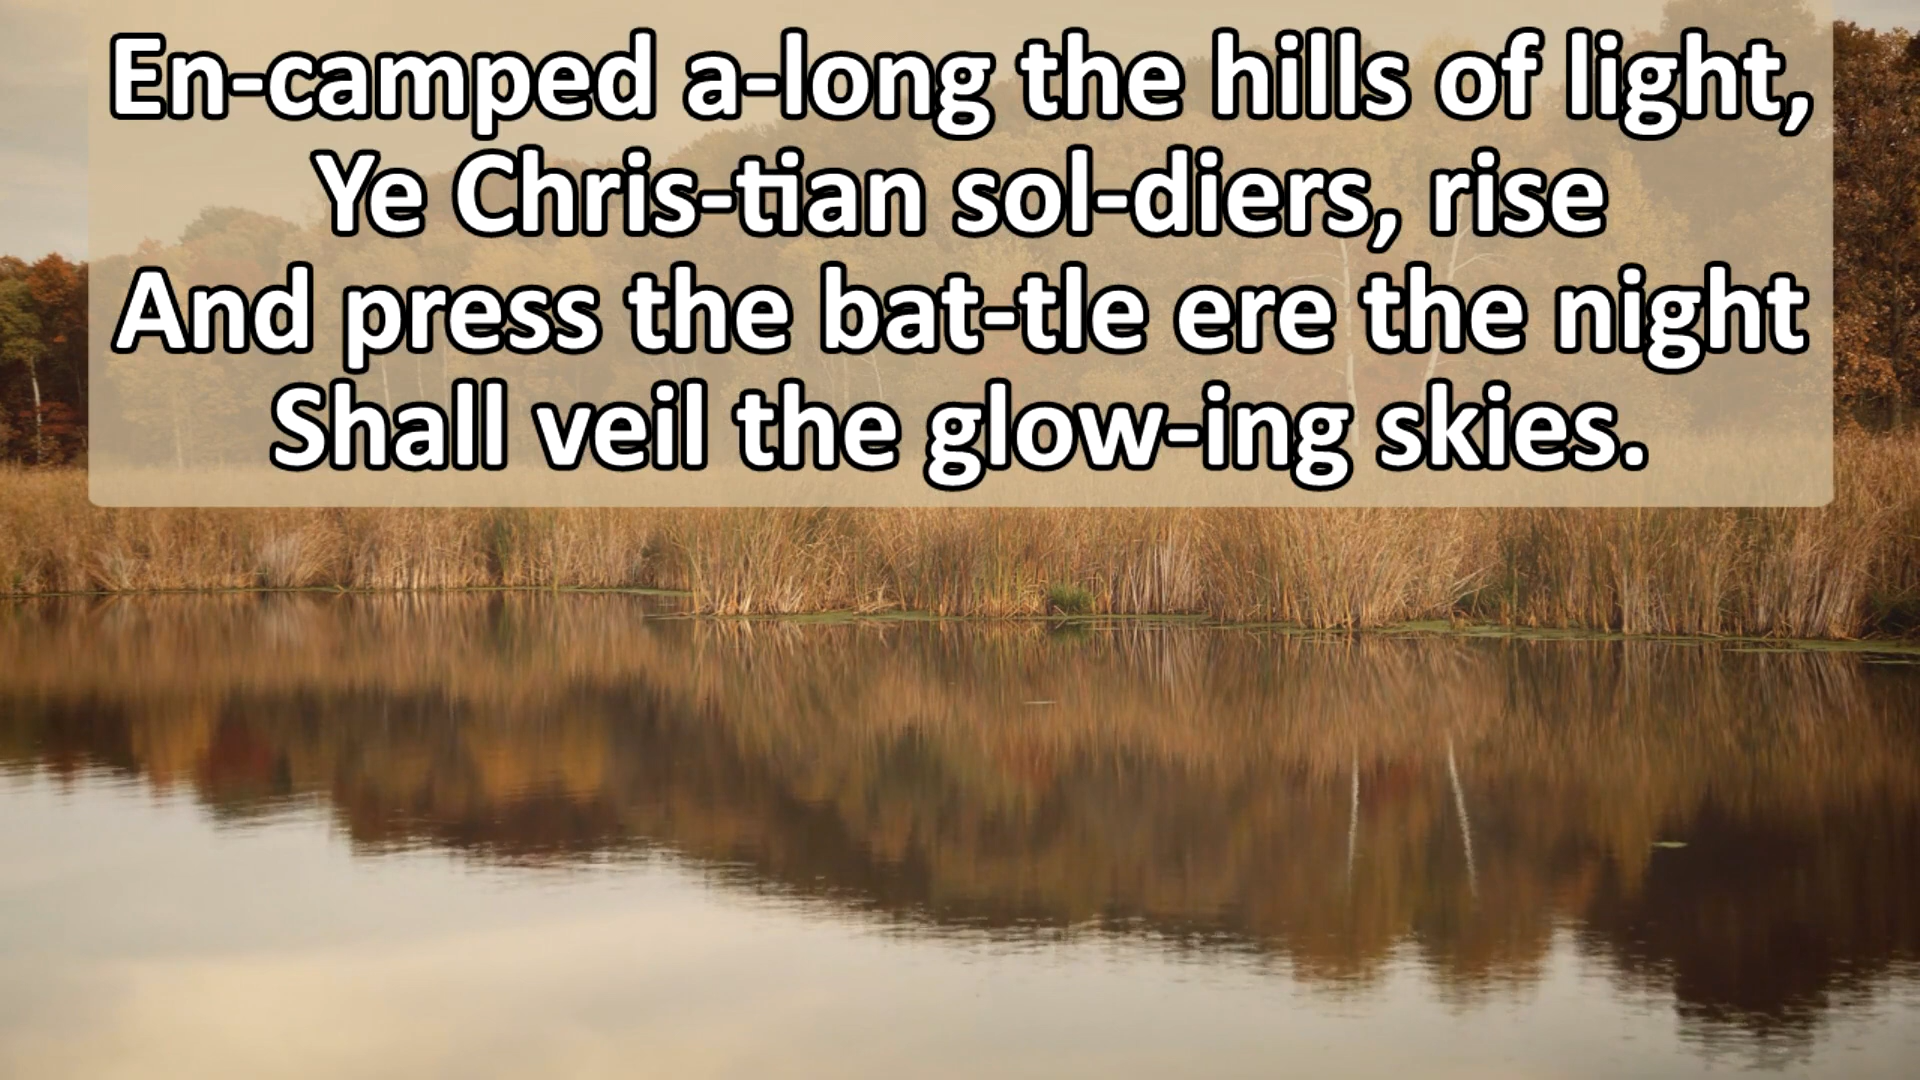 En-camped a-long the hills of light,
Ye Chris-tian sol-diers, rise
And press the bat-tle ere the night
Shall veil the glow-ing skies.